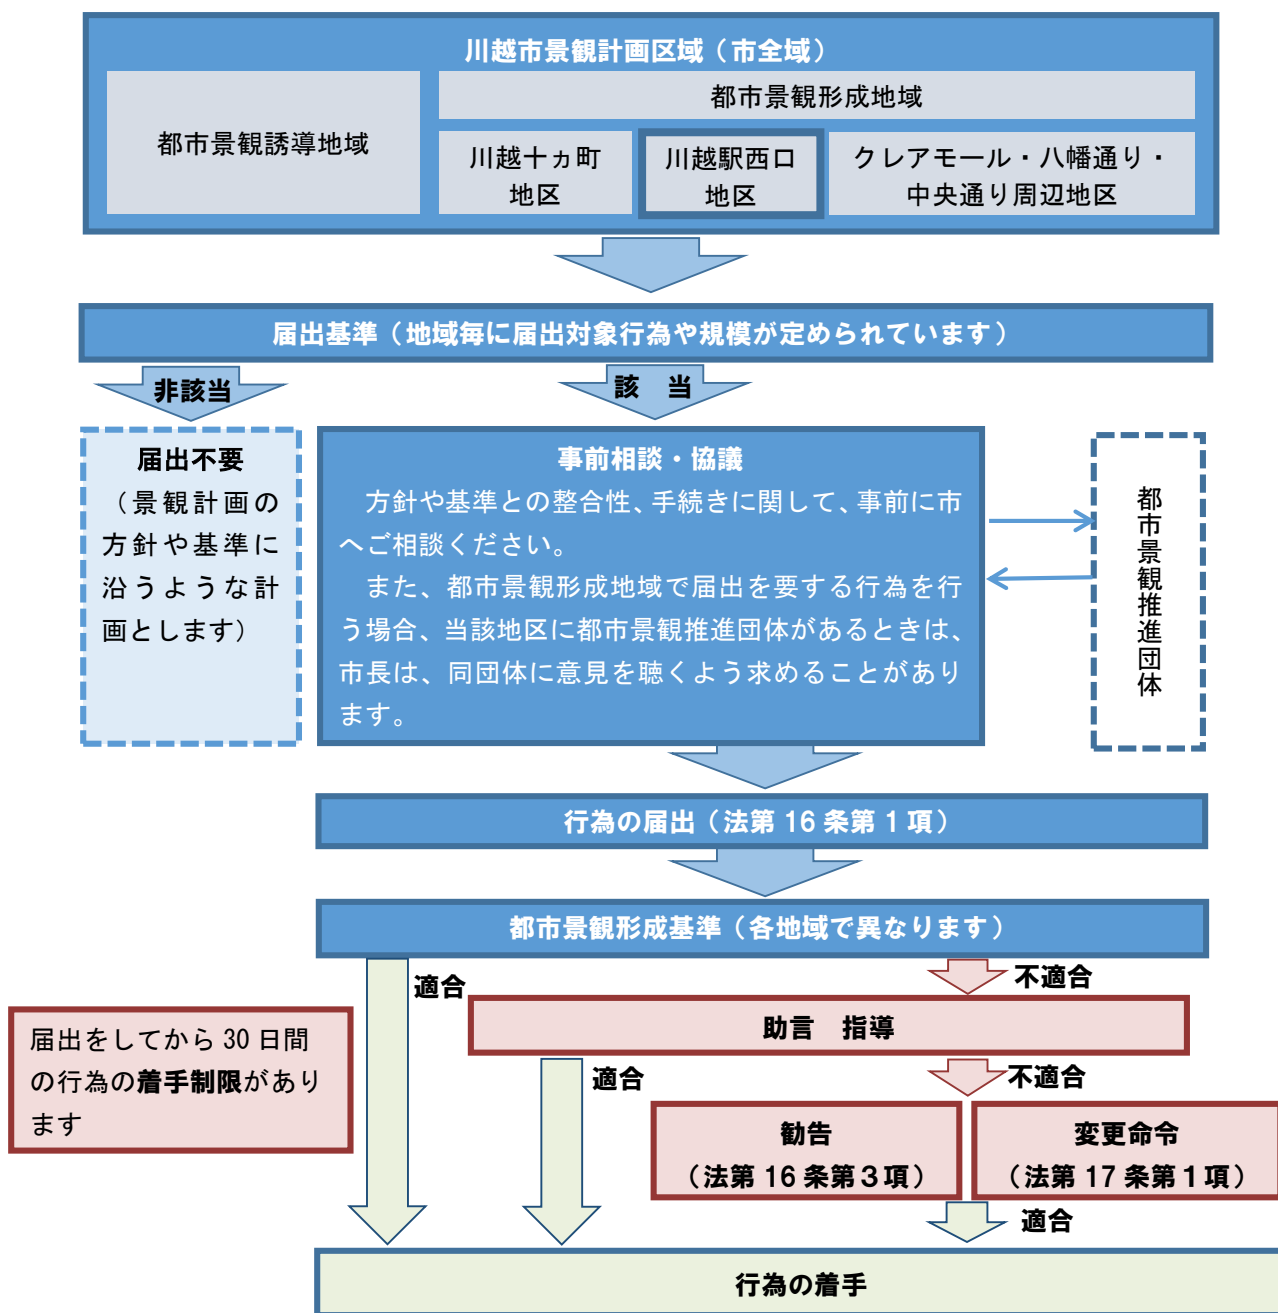 川越市景観計画区域（市全域）
都市景観誘導地域
都市景観形成地域
川越十ヵ町
地区
川越駅西口
地区
クレアモール・八幡通り・
中央通り周辺地区
届出基準（地域毎に届出対象行為や規模が定められています）
非該当
該　当
届出不要
（景観計画の
方針や基準に
沿うような計
画とします）
事前相談・協議
方針や基準との整合性、手続きに関して、事前に市
へご相談ください。
また、都市景観形成地域で届出を要する行為を行
う場合、当該地区に都市景観推進団体があるときは、
市長は、同団体に意見を聴くよう求めることがあり
ます。
都市景観推進団体
行為の届出（法第 16 条第 1 項）
都市景観形成基準（各地域で異なります）
適合
不適合
届出をしてから 30 日間
の行為の着手制限があり
ます
助言　指導
適合
不適合
勧告
（法第 16 条第３項）
変更命令
（法第 17 条第１項）
適合
行為の着手